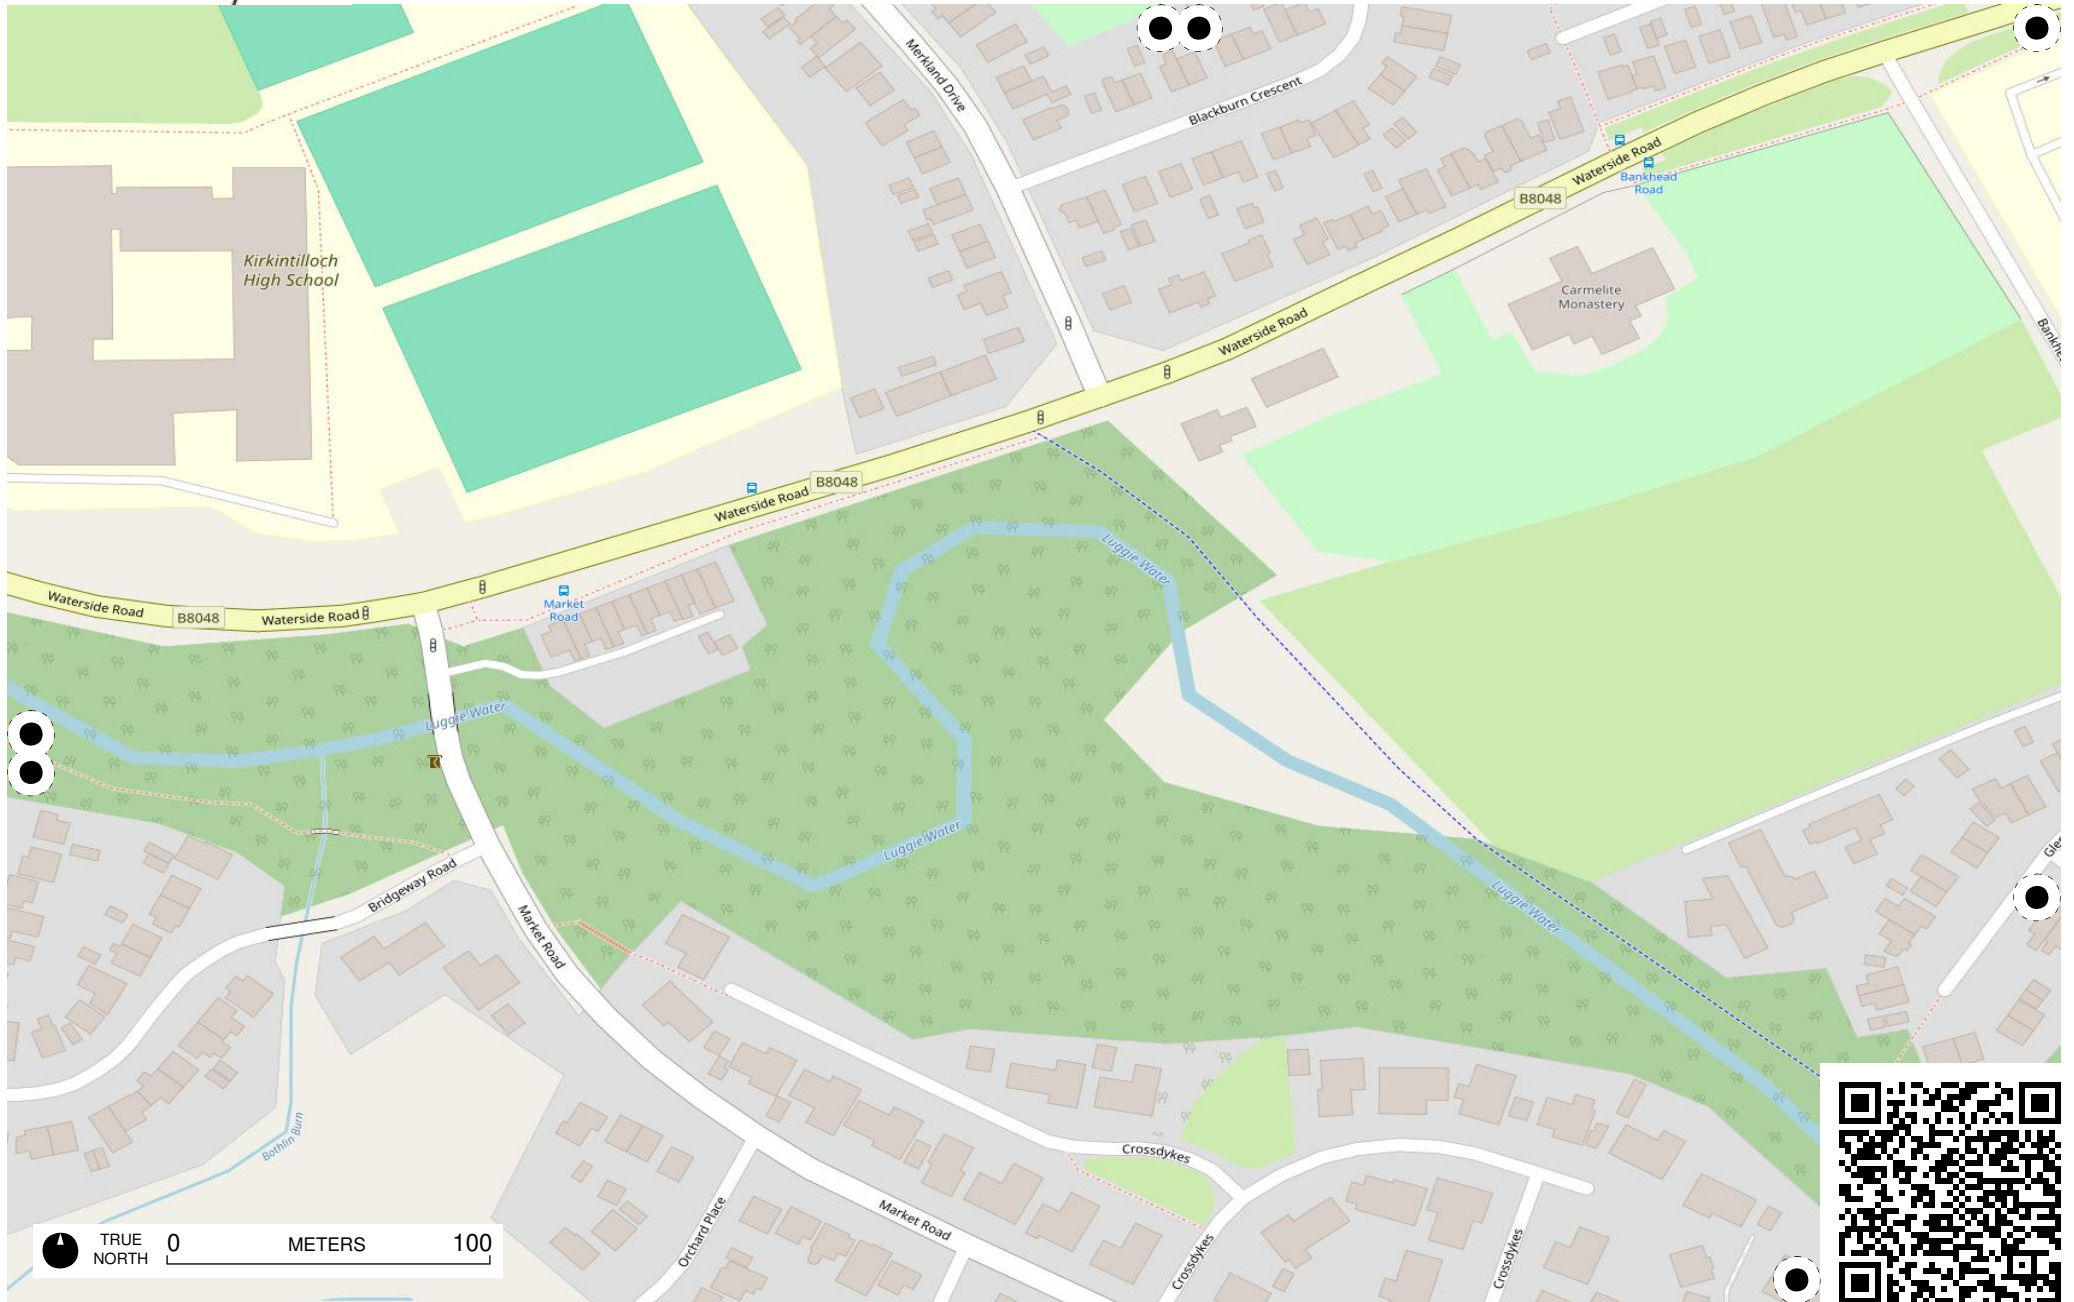 Merkland Drive
Blackburn Crescent
Waterside Road
Bankhead
Road
B8048
Kirkintilloch
High School
Carmelite
Monastery
Waterside Road
B8048
Waterside Road
Luggie Water
Waterside Road
B8048
Waterside Road
Market
Road
Luggie Water
Luggie Water
Bridgeway Road
Market Road
Luggie Water
Bothlin Burn
Crossdykes
Market Road
Orchard Place
Crossdykes
Crossdykes
TRUE
NORTH
0 METERS 100